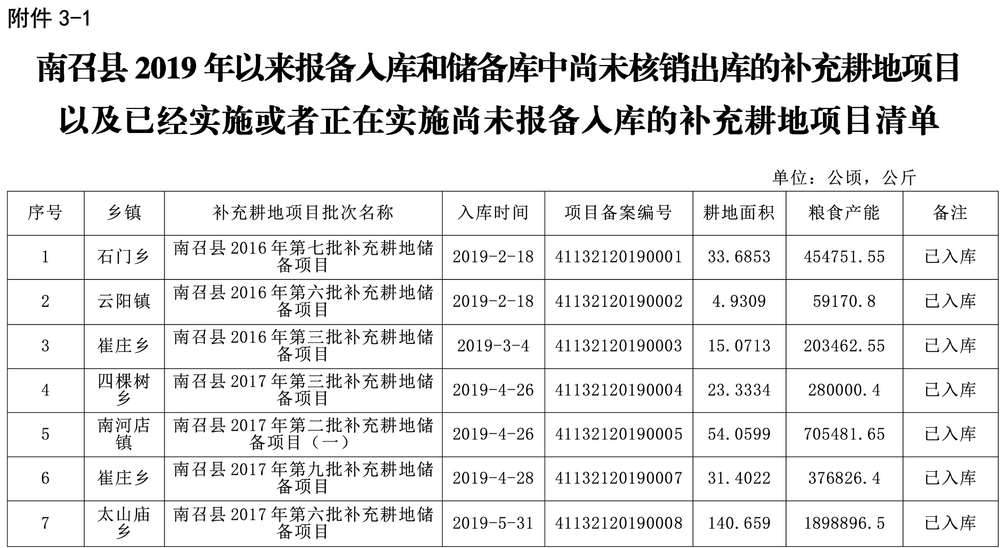 附件 3-1
南召县 2019 年以来报备入库和储备库中尚未核销出库的补充耕地项目
以及已经实施或者正在实施尚未报备入库的补充耕地项目清单
单位：公顷，公斤
序号 乡镇 补充耕地项目批次名称 入库时间 项目备案编号 耕地面积 粮食产能 备注
1 石门乡 南召县 2016 年第七批补充耕地储备项目 2019-2-18 41132120190001 33.6853 454751.55 已入库
2 云阳镇 南召县 2016 年第六批补充耕地储备项目 2019-2-18 41132120190002 4.9309 59170.8 已入库
3 崔庄乡 南召县 2016 年第三批补充耕地储备项目 2019-3-4 41132120190003 15.0713 203462.55 已入库
4 四棵树乡 南召县 2017 年第三批补充耕地储备项目 2019-4-26 41132120190004 23.3334 280000.4 已入库
5 南河店镇 南召县 2017 年第二批补充耕地储备项目（一） 2019-4-26 41132120190005 54.0599 705481.65 已入库
6 崔庄乡 南召县 2017 年第九批补充耕地储备项目 2019-4-28 41132120190007 31.4022 376826.4 已入库
7 太山庙乡 南召县 2017 年第六批补充耕地储备项目 2019-5-31 41132120190008 140.659 1898896.5 已入库